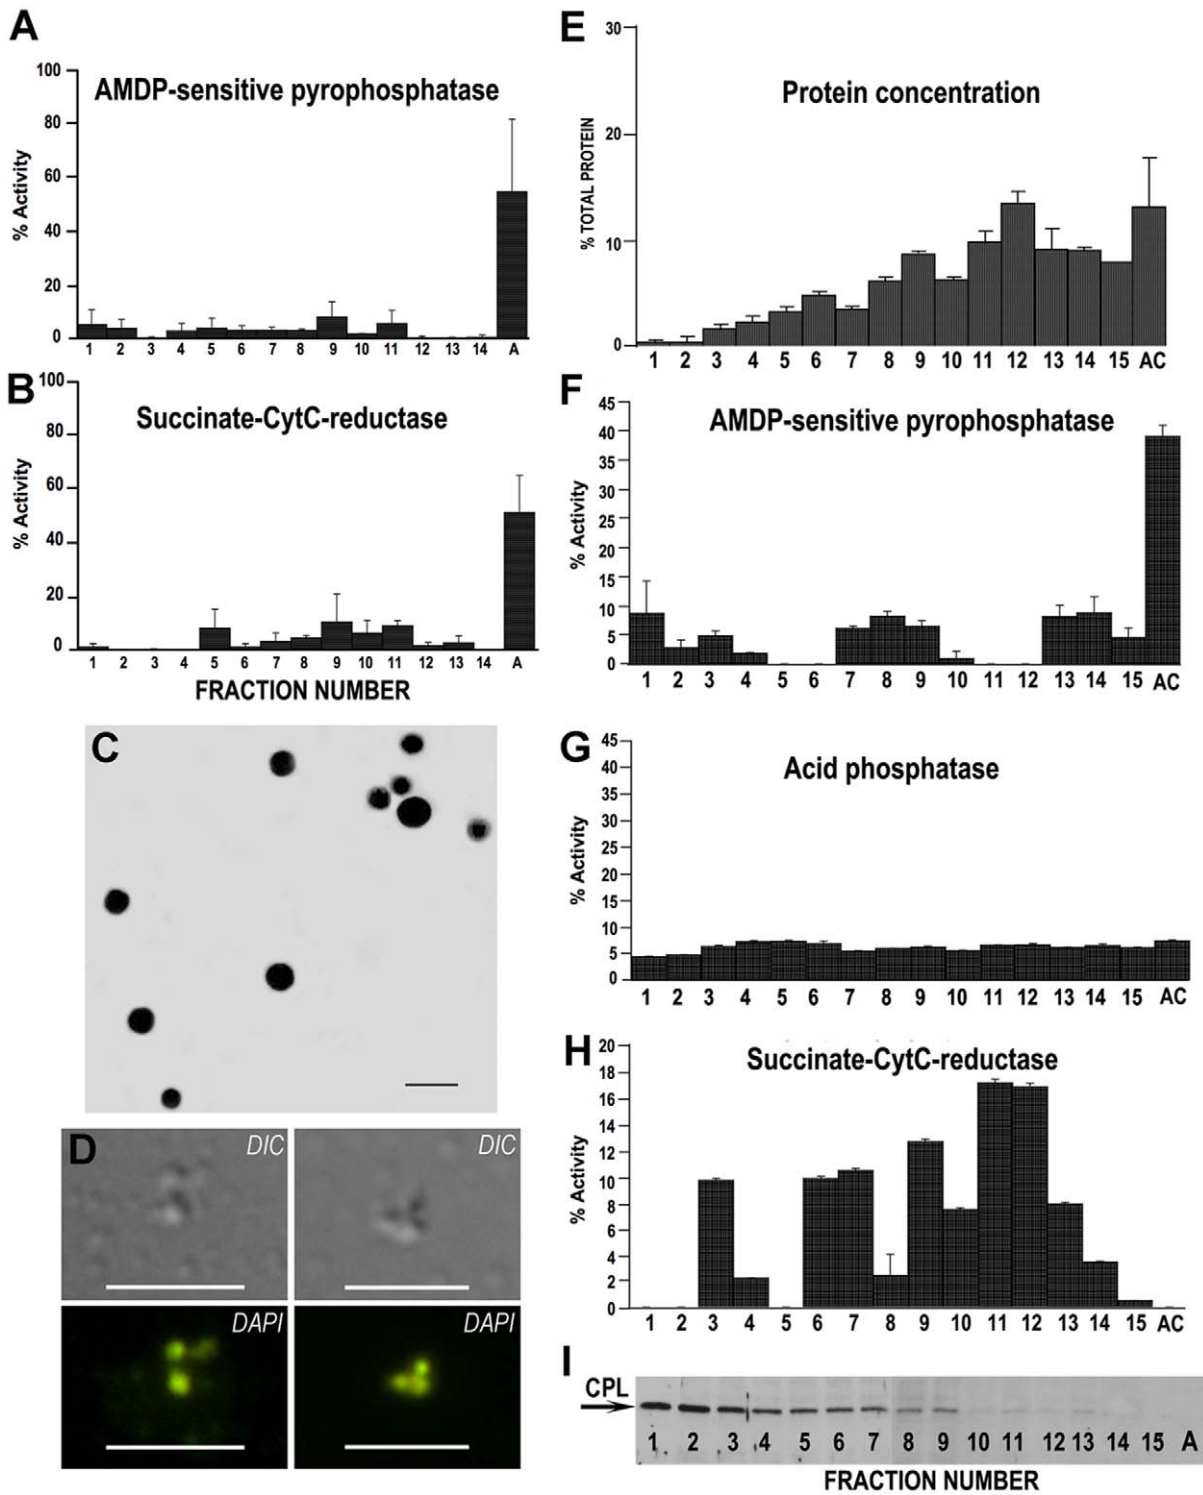 A
AMDP-sensitive pyrophosphatase
% Activity
100
80
60
40
20
0
1 2 3 4 5 6 7 8 9 10 11 12 13 14 A
B
Succinate-CytC-reductase
% Activity
100
80
60
40
20
0
1 2 3 4 5 6 7 8 9 10 11 12 13 14 A
FRACTION NUMBER
C
D
DIC
DIC
DAPI
DAPI
E
Protein concentration
% TOTAL PROTEIN
30
20
10
0
1 2 3 4 5 6 7 8 9 10 11 12 13 14 15 AC
F
AMDP-sensitive pyrophosphatase
% Activity
45
40
35
30
25
20
15
10
5
0
1 2 3 4 5 6 7 8 9 10 11 12 13 14 15 AC
G
Acid phosphatase
% Activity
45
40
35
30
25
20
15
10
5
0
1 2 3 4 5 6 7 8 9 10 11 12 13 14 15 AC
H
Succinate-CytC-reductase
% Activity
20
18
16
14
12
10
8
6
4
2
0
1 2 3 4 5 6 7 8 9 10 11 12 13 14 15 AC
I
CPL
1 2 3 4 5 6 7 8 9 10 11 12 13 14 15 A
FRACTION NUMBER